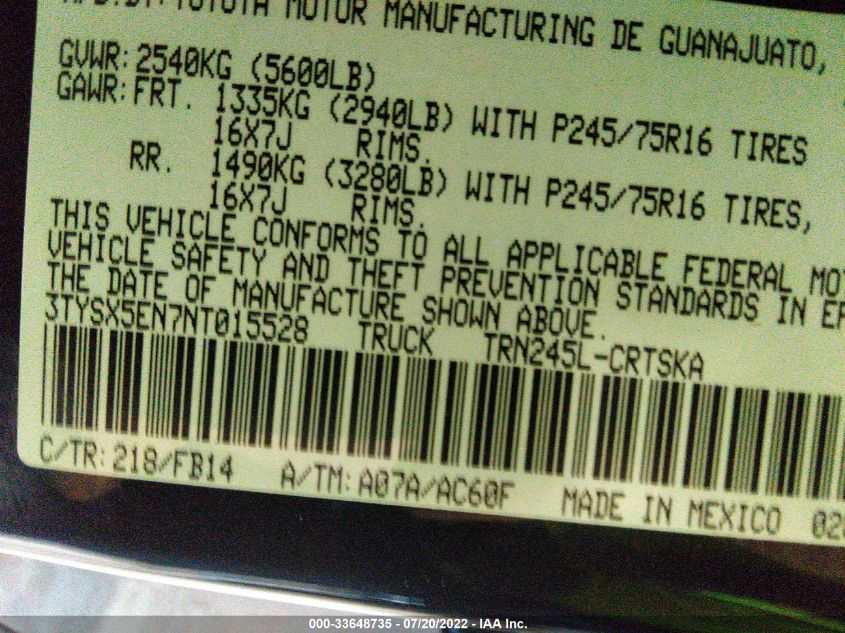 MFD.BY:TOYOTA MOTOR MANUFACTURING DE GUANAJUATO,
GVWR:2540KG (5600LB)
GAWR:FRT. 1335KG (2940LB) WITH P245/75R16 TIRES
16X7J RIMS.
RR. 1490KG (3280LB) WITH P245/75R16 TIRES,
16X7J RIMS.
THIS VEHICLE CONFORMS TO ALL APPLICABLE FEDERAL
VEHICLE SAFETY AND THEFT PREVENTION STANDARDS IN
THE DATE OF MANUFACTURE SHOWN ABOVE.
3TYSX5EN7NT015528 TRUCK TRN245L-CRTSKA
C/TR:218/FB14 A/TM:A07A/AC60F MADE IN MEXICO
000-33648735 - 07/20/2022 - IAA Inc.